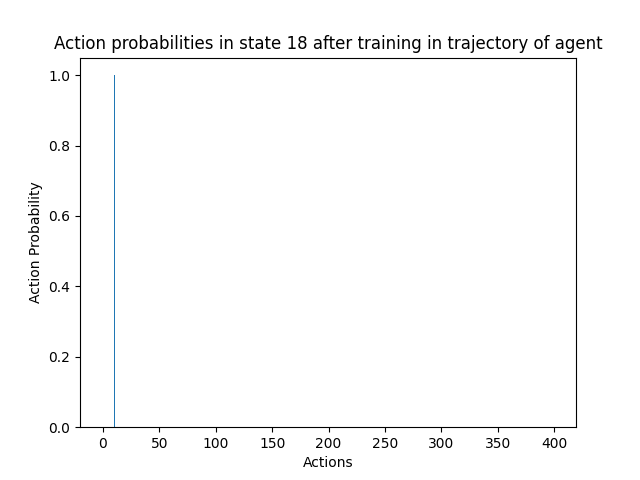 Action probabilities in state 18 after training in trajectory of agent
1.0
0.8
0.6
0.4
0.2
0.0
Action Probability
0 50 100 150 200 250 300 350 400
Actions